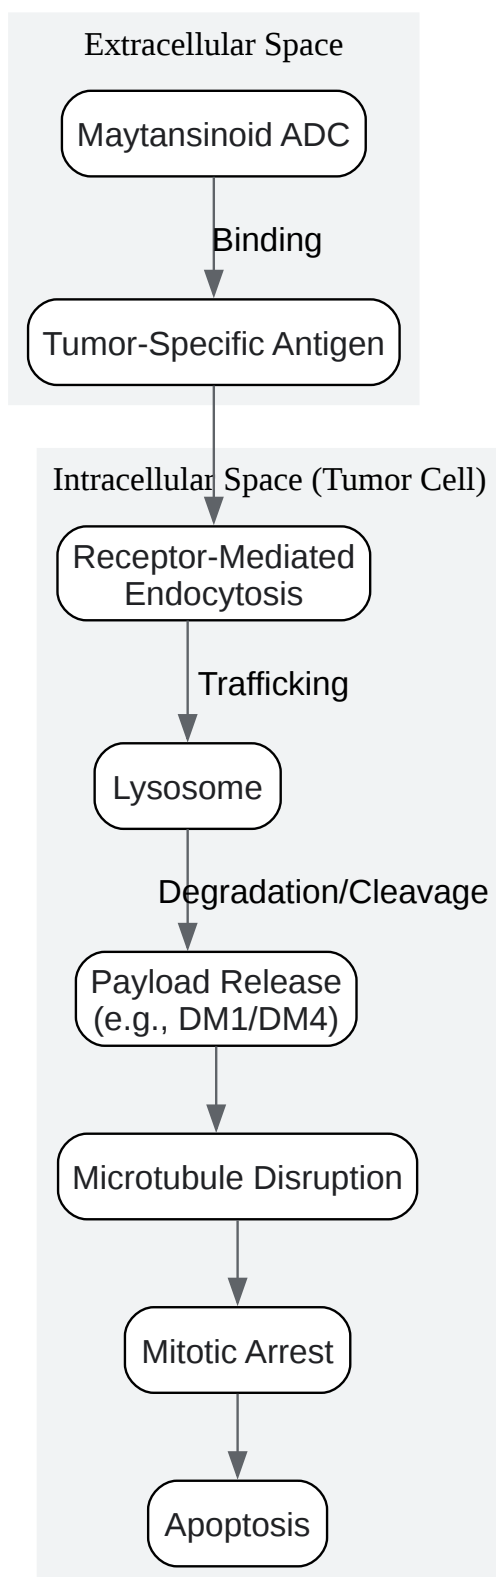 Extracellular Space
Maytansinoid ADC
Binding
Tumor-Specific Antigen
Intracellular Space (Tumor Cell)
Receptor-Mediated
Endocytosis
Trafficking
Lysosome
Degradation/Cleavage
Payload Release
(e.g., DM1/DM4)
Microtubule Disruption
Mitotic Arrest
Apoptosis